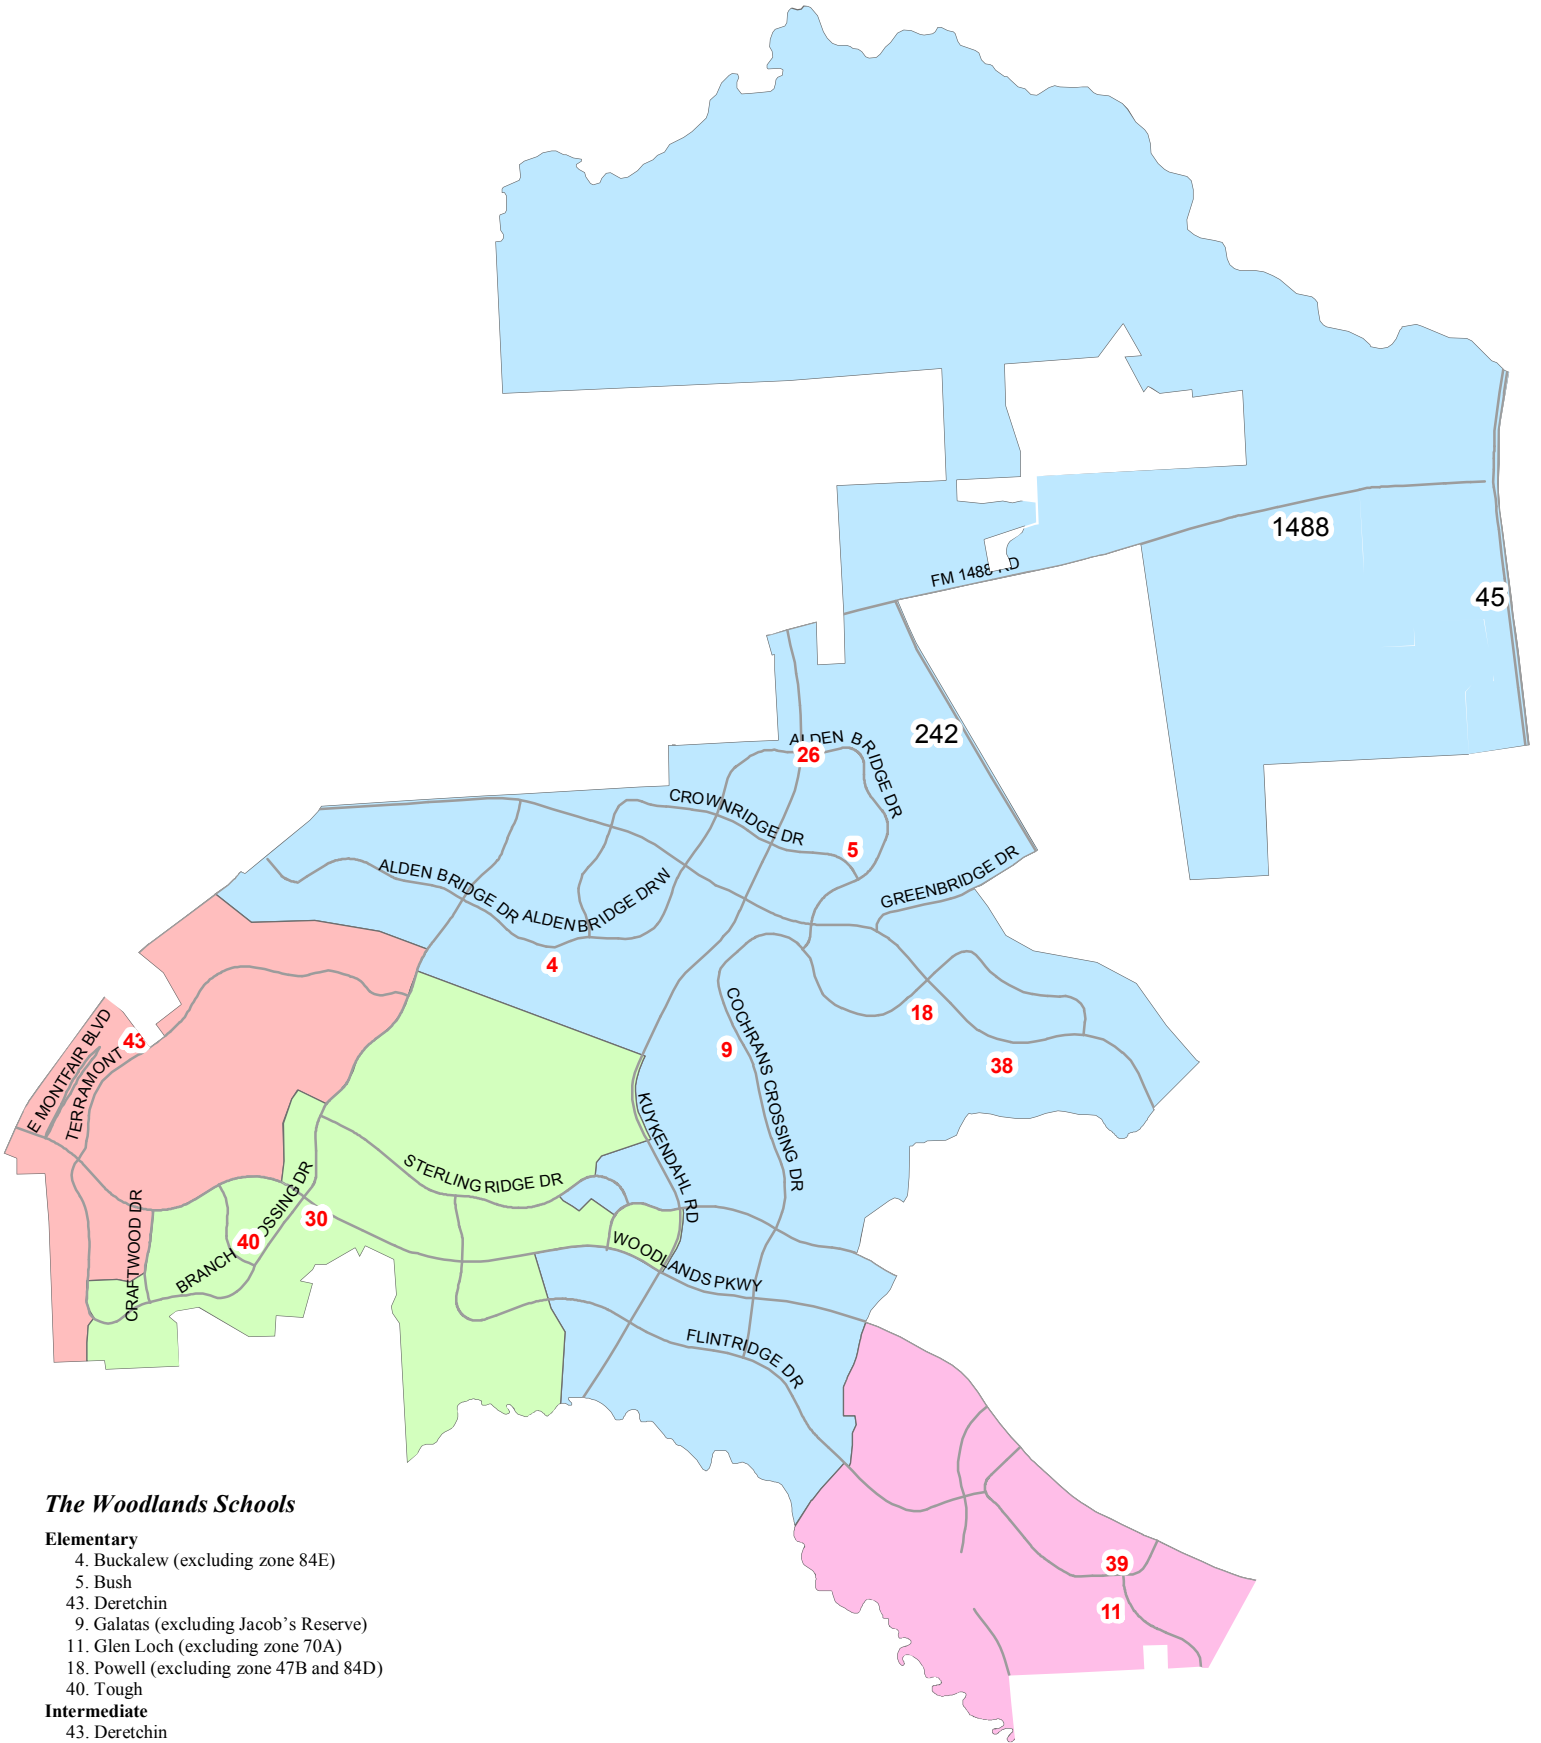 1488
FM 1488 RD
45
242
ALDEN BRIDGE DR
26
CROWNRIDGE DR
5
ALDEN BRIDGE DR
ALDENBRIDGE DRW
GREENBRIDGE DR
4
COCHRANS CROSSING DR
18
9
38
E MONTFAIR BLVD
TERRAMONT
43
KUYKENDAHL RD
STERLING RIDGE DR
CRAFTWOOD DR
BRANCH OSSING DR
30
40
WOODLANDS PKWY
FLINTRIDGE DR
39
11
The Woodlands Schools
Elementary
4. Buckalew (excluding zone 84E)
5. Bush
43. Deretchin
9. Galatas (excluding Jacob’s Reserve)
11. Glen Loch (excluding zone 70A)
18. Powell (excluding zone 47B and 84D)
40. Tough
Intermediate
43. Deretchin